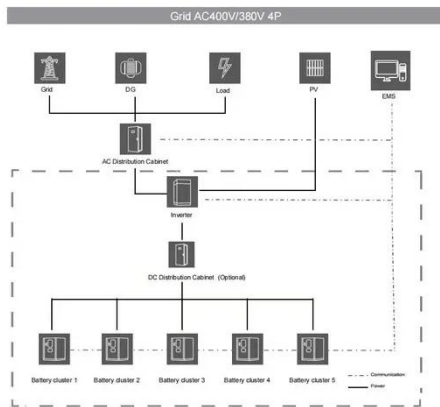 Grid AC400V/380V 4P
Grid
DG
Load
PV
EMS
AC Distribution Cabinet
Inverter
DC Distribution Cabinet (Optional)
Battery cluster 1
Battery cluster 2
Battery cluster 3
Battery cluster 4
Battery cluster 5
Communication
Power